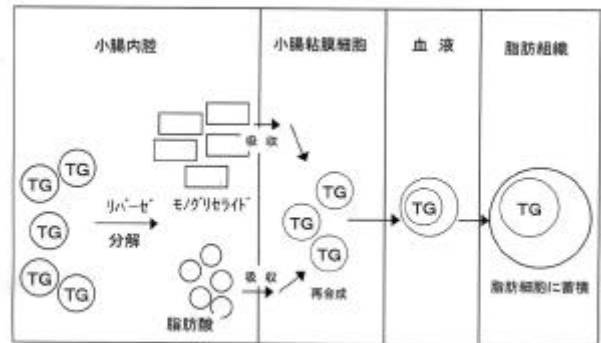 小腸内腔
小腸粘膜細胞
血液
脂肪組織
TG
TG
TG
TG
TG
リパーゼ
分解
モノグリセライド
脂肪酸
吸収
吸収
TG
TG
TG
再合成
TG
TG
脂肪細胞に蓄積